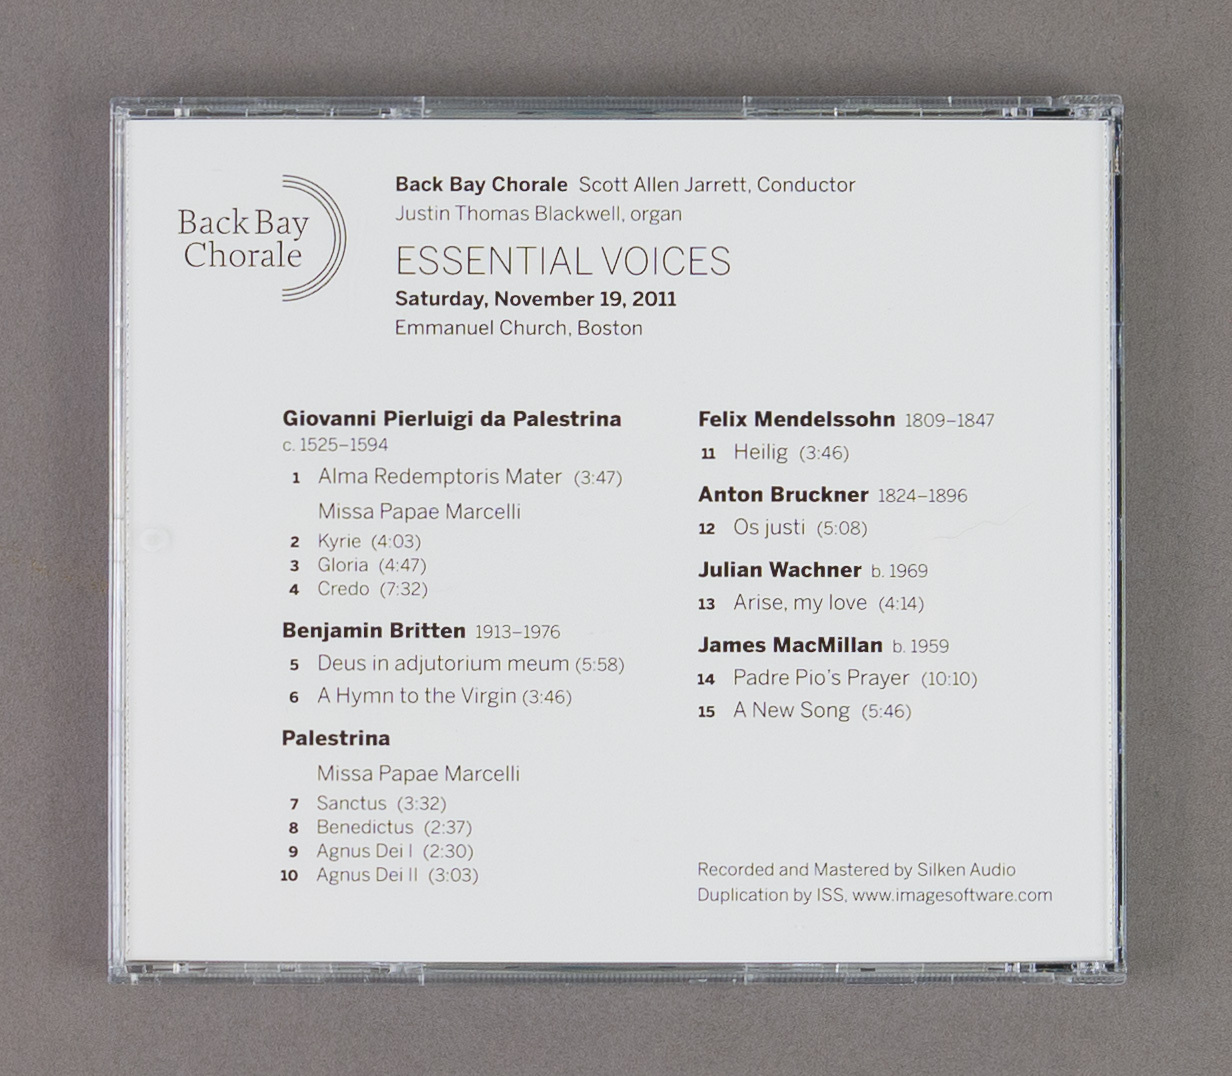 Back Bay
Chorale
Back Bay Chorale Scott Allen Jarrett, Conductor
Justin Thomas Blackwell, organ
ESSENTIAL VOICES
Saturday, November 19, 2011
Emmanuel Church, Boston
Giovanni Pierluigi da Palestrina
c. 1525–1594
1 Alma Redemptoris Mater (3:47)
Missa Papae Marcelli
2 Kyrie (4:03)
3 Gloria (4:47)
4 Credo (7:32)
Benjamin Britten 1913–1976
5 Deus in adjutorium meum (5:58)
6 A Hymn to the Virgin (3:46)
Palestrina
Missa Papae Marcelli
7 Sanctus (3:32)
8 Benedictus (2:37)
9 Agnus Dei I (2:30)
10 Agnus Dei II (3:03)
Felix Mendelssohn 1809–1847
11 Heilig (3:46)
Anton Bruckner 1824–1896
12 Os justi (5:08)
Julian Wachner b. 1969
13 Arise, my love (4:14)
James MacMillan b. 1959
14 Padre Pio's Prayer (10:10)
15 A New Song (5:46)
Recorded and Mastered by Silken Audio
Duplication by ISS, www.imagesoftware.com